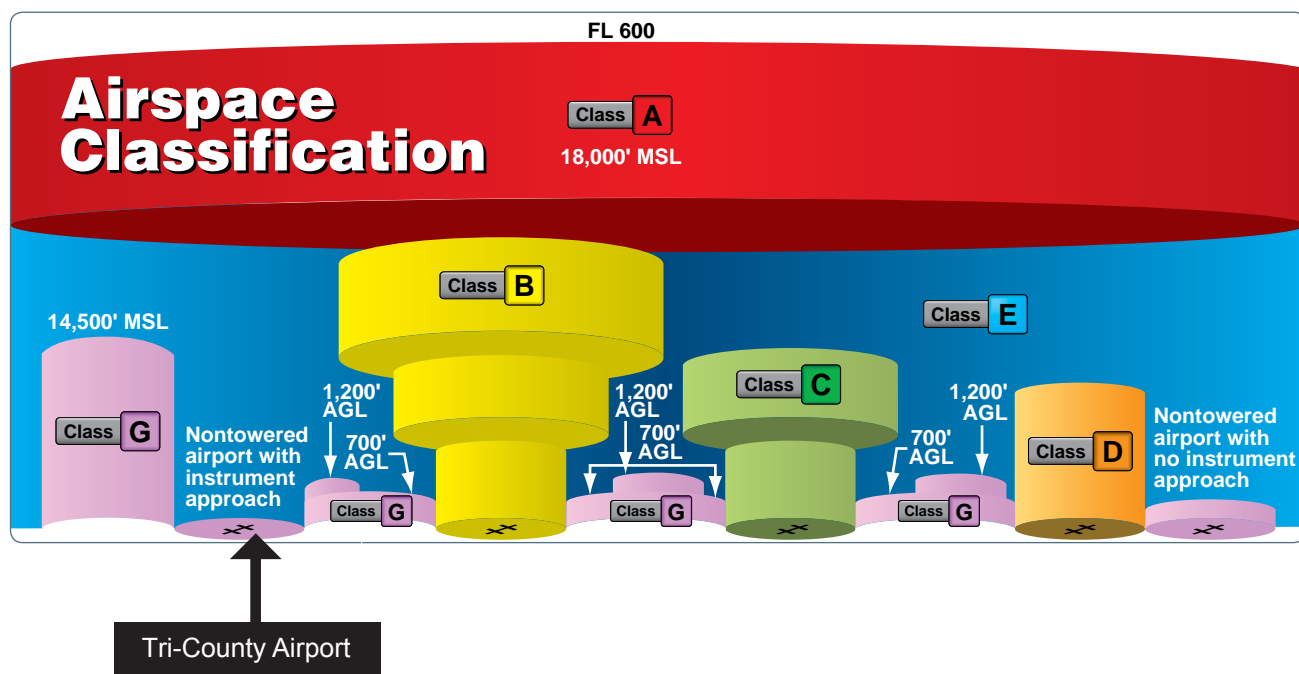 FL 600
Airspace
Classification
Class A
18,000' MSL
Class B
Class E
14,500' MSL
Class G
Nontowered
airport with
instrument
approach
1,200'
AGL
700'
AGL
Class G
1,200'
AGL
700'
AGL
Class G
Class C
700'
AGL
1,200'
AGL
Class G
Class D
Nontowered
airport with
no instrument
approach
Tri-County Airport